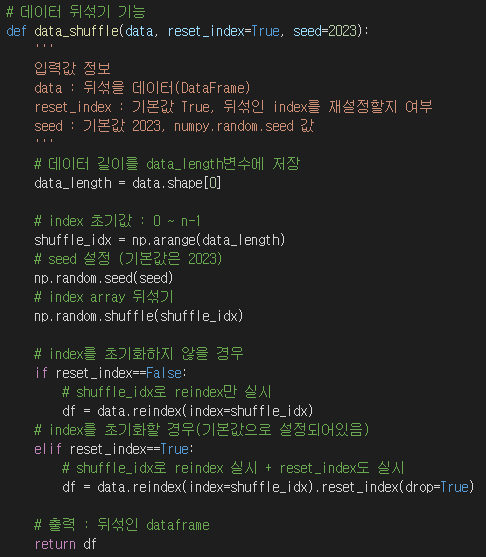 # 데이터 뒤섞기 기능
def data_shuffle(data, reset_index=True, seed=2023):
    '''
    입력값 정보
    data : 뒤섞을 데이터(DataFrame)
    reset_index : 기본값 True, 뒤섞인 index를 재설정할지 여부
    seed : 기본값 2023, numpy.random.seed 값
    '''
    # 데이터 길이를 data_length변수에 저장
    data_length = data.shape[0]

    # index 초기값 : 0 ~ n-1
    shuffle_idx = np.arange(data_length)
    # seed 설정 (기본값은 2023)
    np.random.seed(seed)
    # index array 뒤섞기
    np.random.shuffle(shuffle_idx)

    # index를 초기화하지 않을 경우
    if reset_index==False:
        # shuffle_idx로 reindex만 실시
        df = data.reindex(index=shuffle_idx)
    # index를 초기화할 경우(기본값으로 설정되어있음)
    elif reset_index==True:
        # shuffle_idx로 reindex 실시 + reset_index도 실시
        df = data.reindex(index=shuffle_idx).reset_index(drop=True)

    # 출력 : 뒤섞인 dataframe
    return df